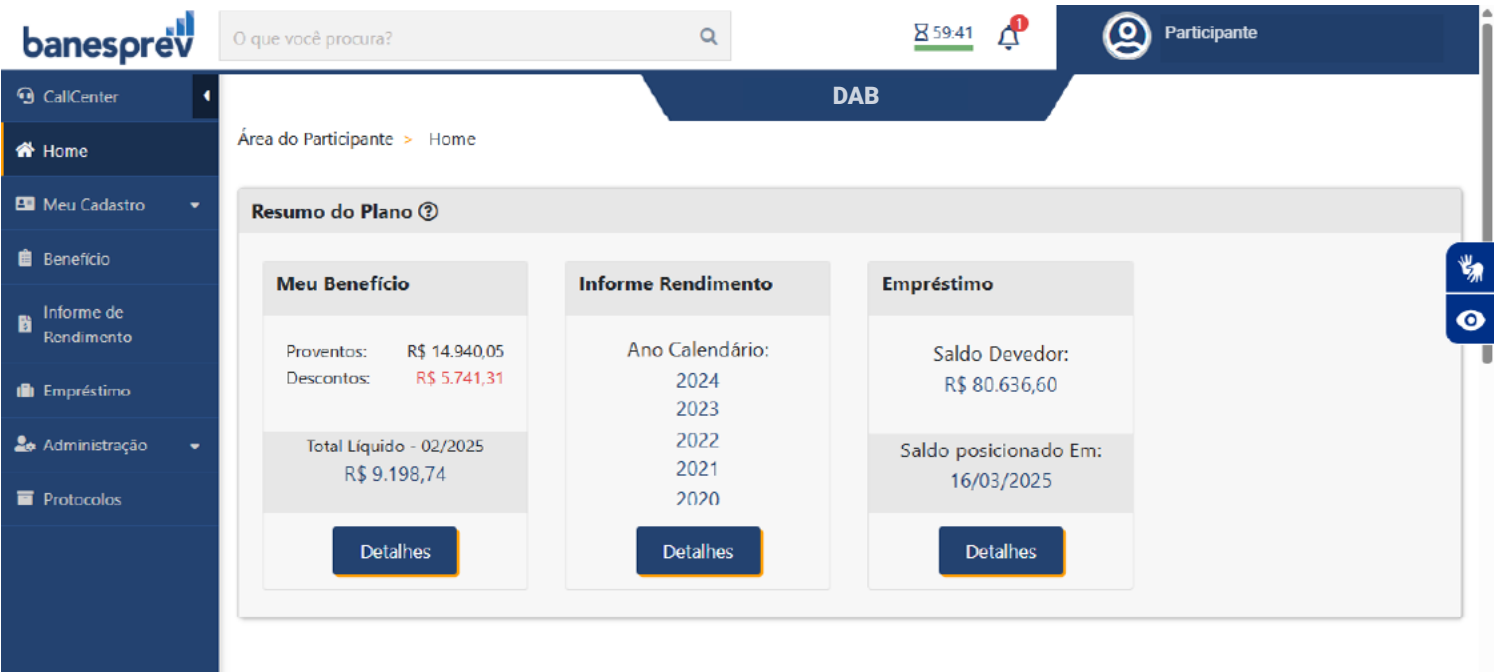 banesprev
O que você procura?
59:41
1
Participante
CallCenter
DAB
Área do Participante > Home
Home
Meu Cadastro
Benefício
Informe de
Rendimento
Empréstimo
Administração
Protocolos
Resumo do Plano ?
Meu Benefício
Proventos: R$ 14.940,05
Descontos: R$ 5.741,31
Total Líquido - 02/2025
R$ 9.198,74
Detalhes
Informe Rendimento
Ano Calendário:
2024
2023
2022
2021
2020
Detalhes
Empréstimo
Saldo Devedor:
R$ 80.636,60
Saldo posicionado Em:
16/03/2025
Detalhes